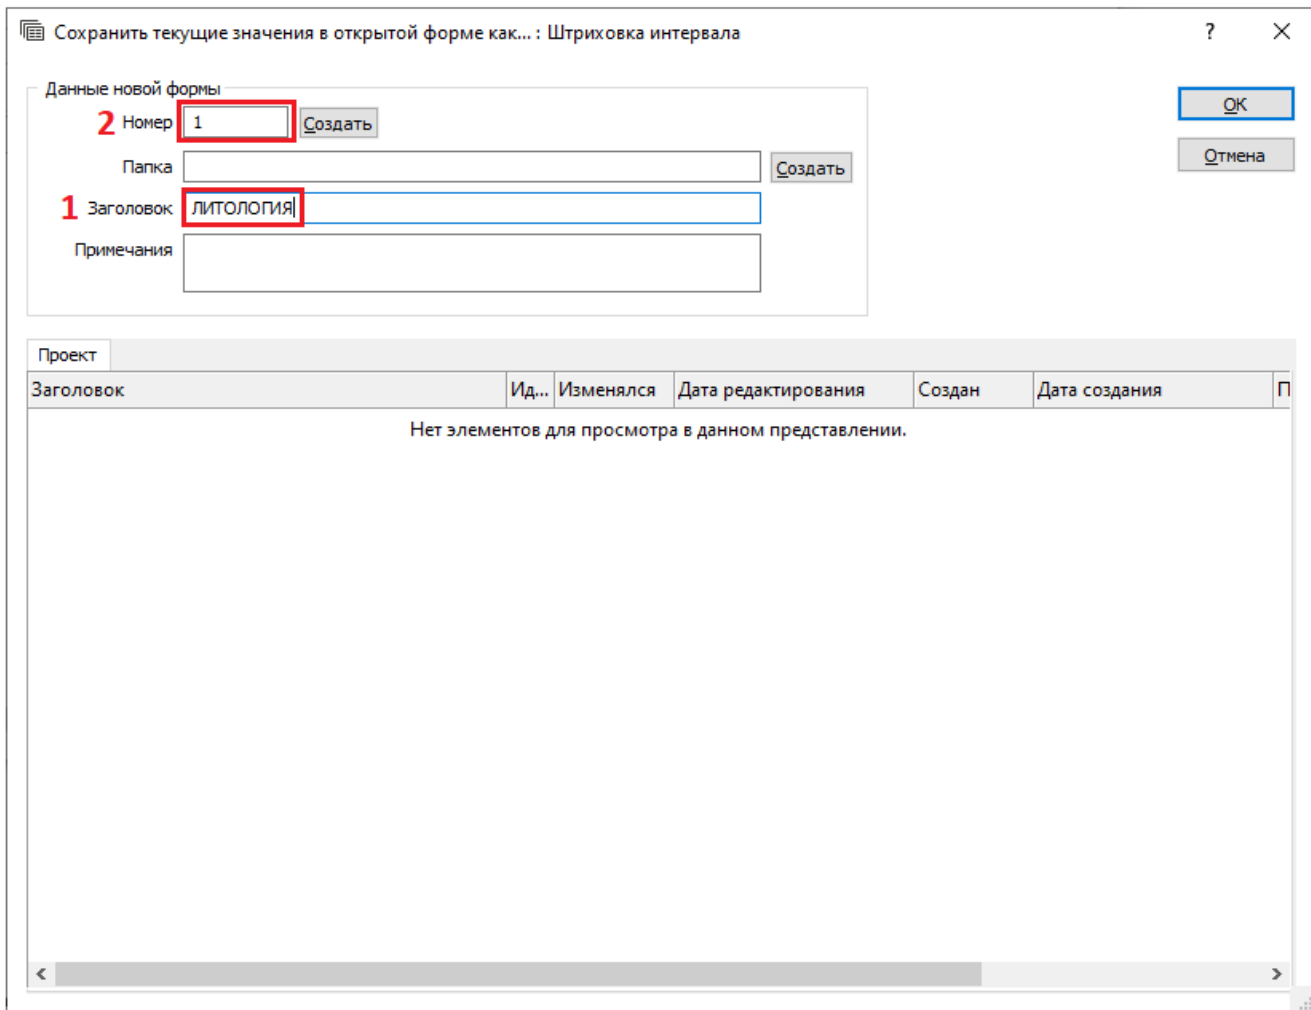 Сохранить текущие значения в открытой форме как... : Штриховка интервала ?
Данные новой формы
2 Номер 1 Создать
ОК
Папка Создать
Отмена
1 Заголовок ЛИТОЛОГИЯ
Примечания
Проект
Заголовок Ид... Изменялся Дата редактирования Создан Дата создания П
Нет элементов для просмотра в данном представлении.